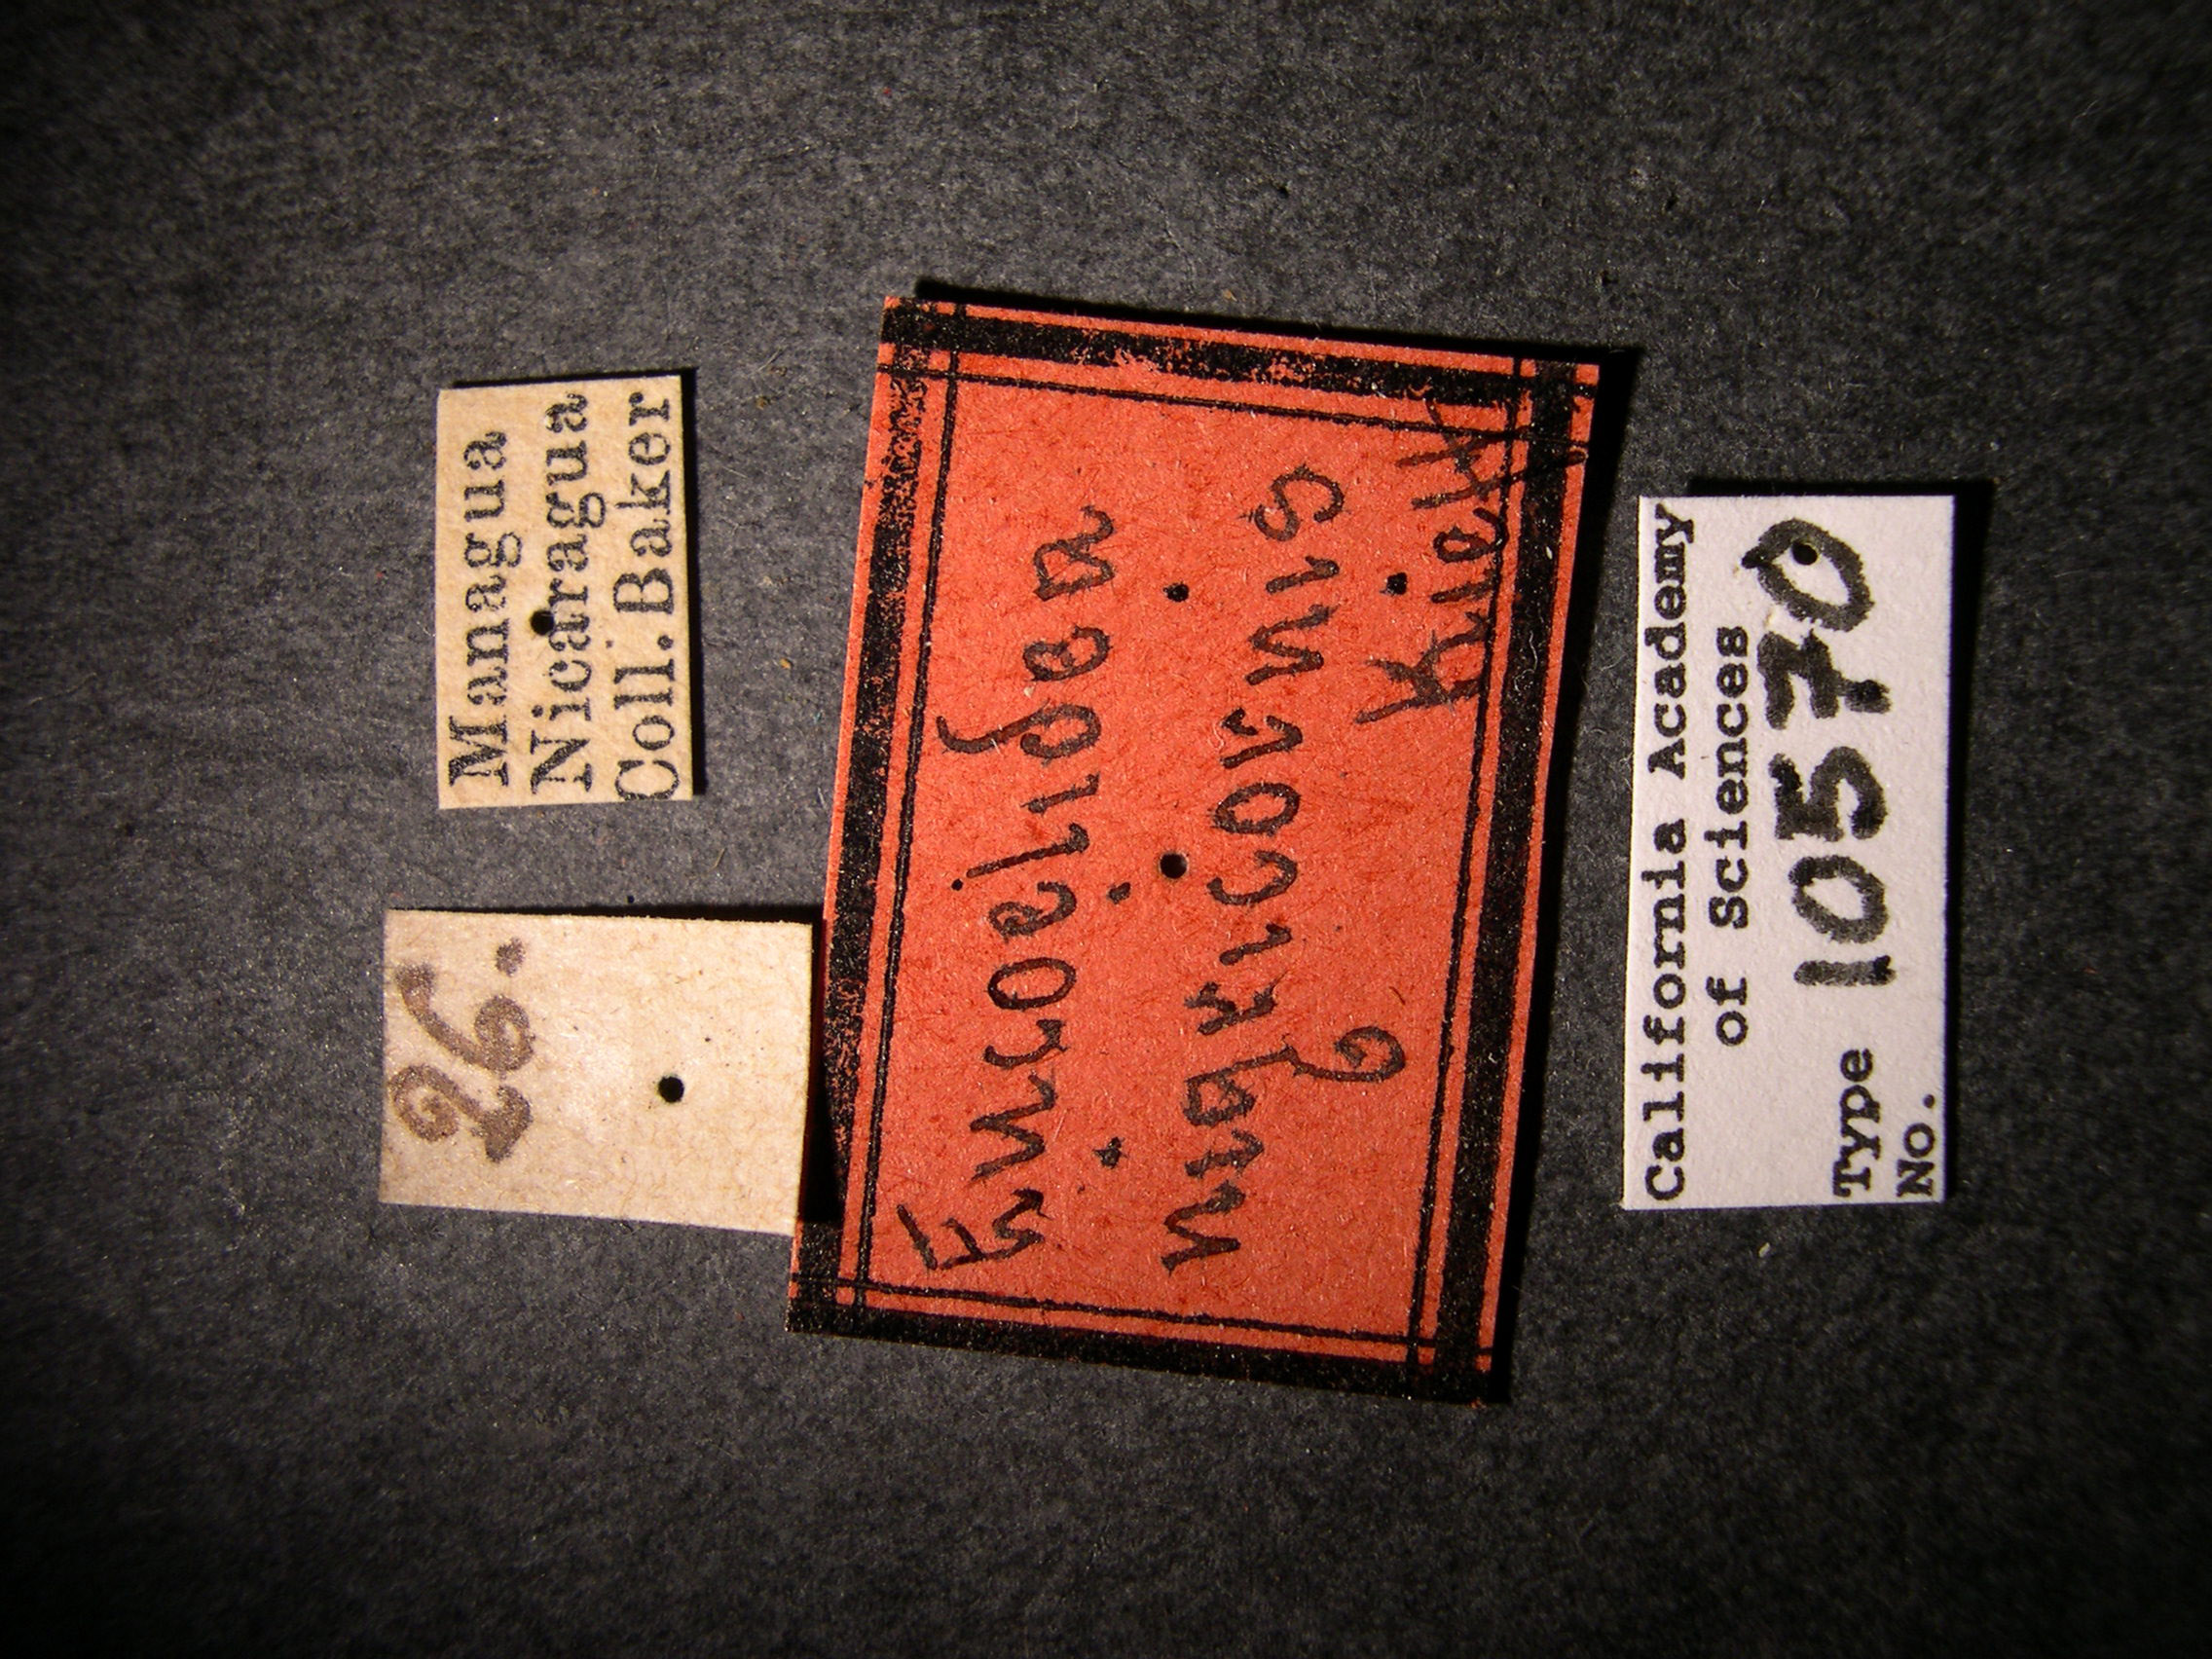 Managua
Nicaragua
Coll. Baker
26.
Eucoelidea
nigricornis
Kieff
California Academy
of Sciences
Type 10570
No.